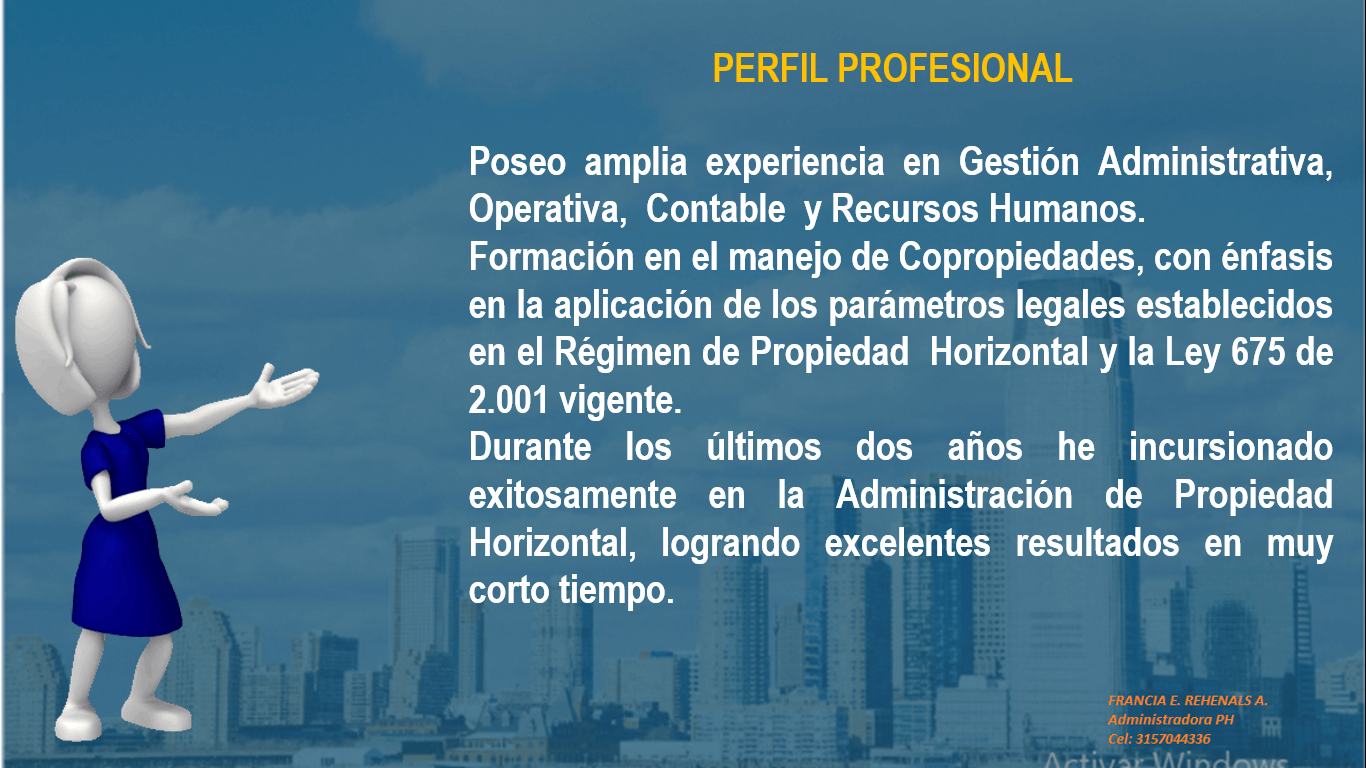 PERFIL PROFESIONAL
Poseo amplia experiencia en Gestión Administrativa,
Operativa, Contable y Recursos Humanos.
Formación en el manejo de Copropiedades, con énfasis
en la aplicación de los parámetros legales establecidos
en el Régimen de Propiedad Horizontal y la Ley 675 de
2.001 vigente.
Durante los últimos dos años he incursionado
exitosamente en la Administración de Propiedad
Horizontal, logrando excelentes resultados en muy
corto tiempo.
FRANCIA E. REHENALS A.
Administradora PH
Cel: 3157044336
Activar Windows